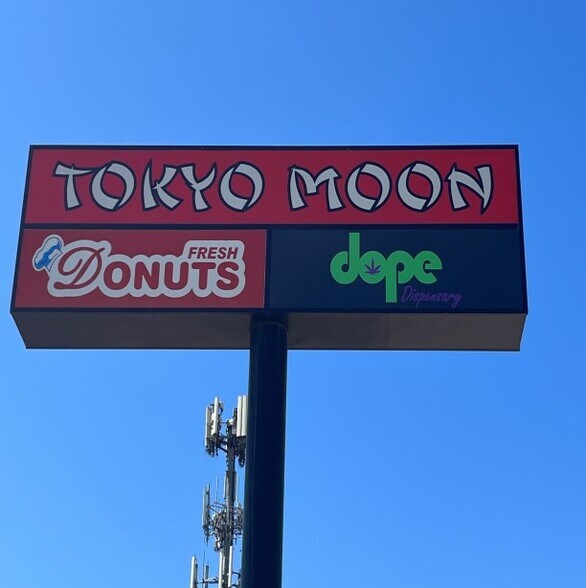 TOKYO MOON
FRESH
DONUTS
dope
Dispensary